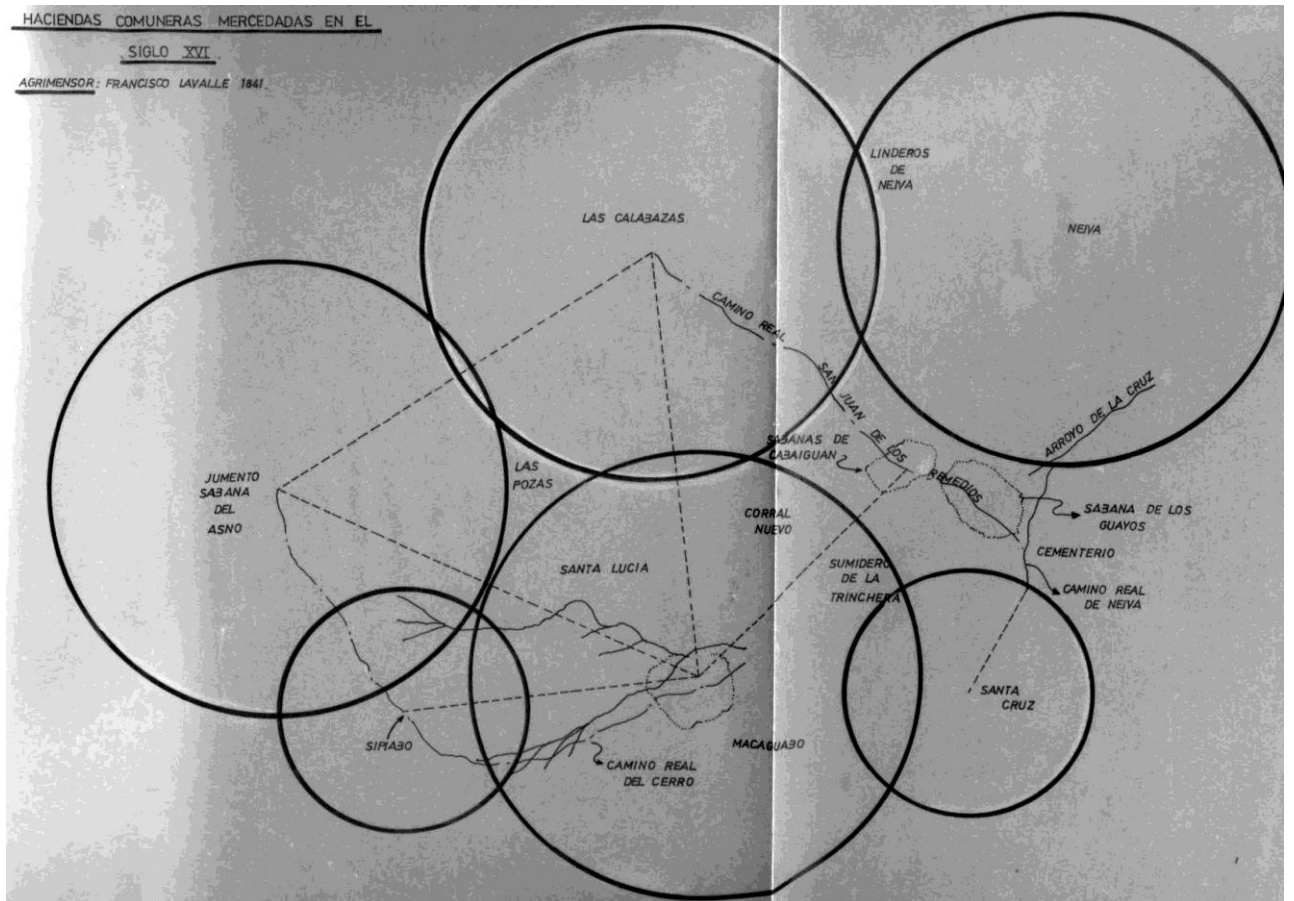 HACIENDAS COMUNERAS MERCEDADAS EN EL
SIGLO XVI
AGRIMENSOR: FRANCISCO LAVALLE 1841.
LINDEROS
DE
NEIVA
LAS CALABAZAS
NEIVA
CAMINO REAL
SAN JUAN DE LOS REMEDIOS
ARROYO DE LA CRUZ
SABANAS DE
CABAIGUAN
JUMENTO
SABANA
DEL
ASNO
LAS
POZAS
CORRAL
NUEVO
SABANA DE LOS
GUAYOS
CEMENTERIO
SANTA LUCIA
SUMIDERO
DE LA
TRINCHERA
CAMINO REAL
DE NEIVA
SANTA
CRUZ
SIPIABO
MACAGUABO
CAMINO REAL
DEL CERRO